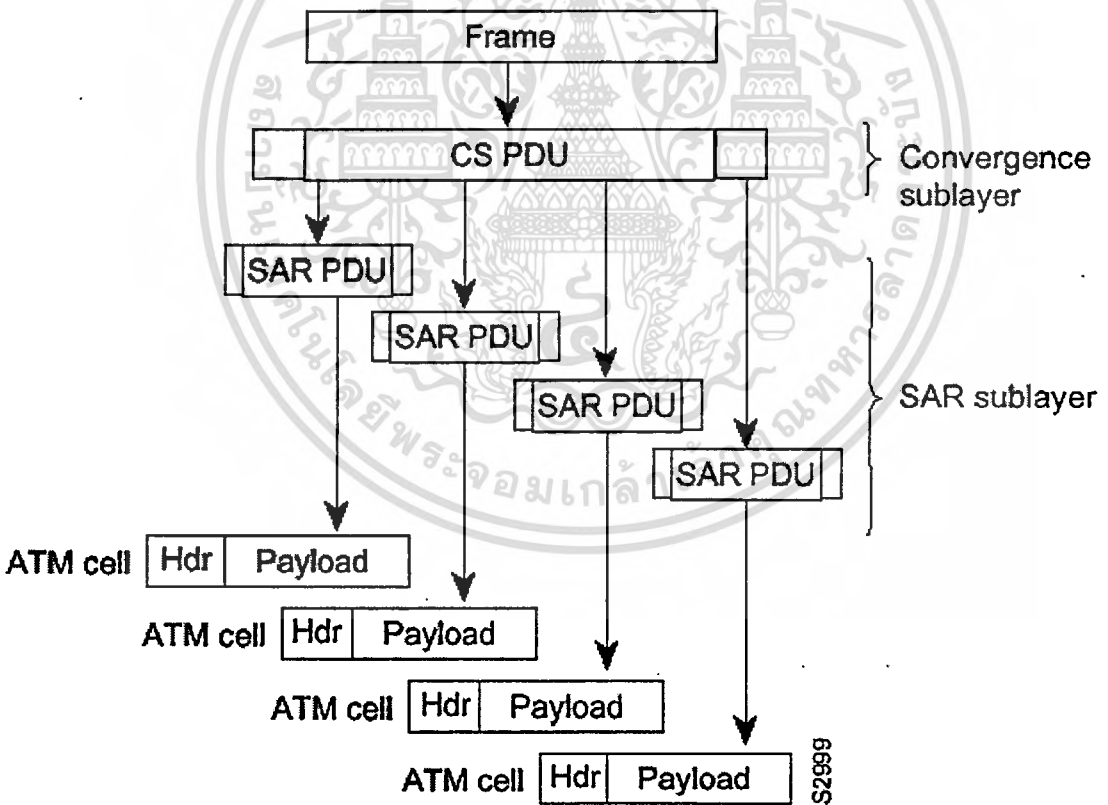 Frame
CS PDU
Convergence
sublayer
SAR PDU
SAR PDU
SAR PDU
SAR PDU
SAR sublayer
ATM cell Hdr Payload
ATM cell Hdr Payload
ATM cell Hdr Payload
ATM cell Hdr Payload
S2999